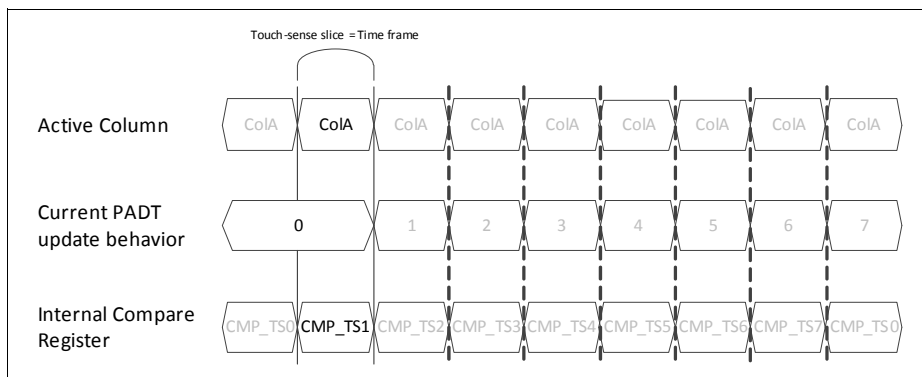 Touch-sense slice = Time frame
Active Column ColA ColA ColA ColA ColA ColA ColA ColA ColA
Current PADT
update behavior
0 1 2 3 4 5 6 7
Internal Compare
Register
CMP_TS0 CMP_TS1 CMP_TS2 CMP_TS3 CMP_TS4 CMP_TS5 CMP_TS6 CMP_TS7 CMP_TS0